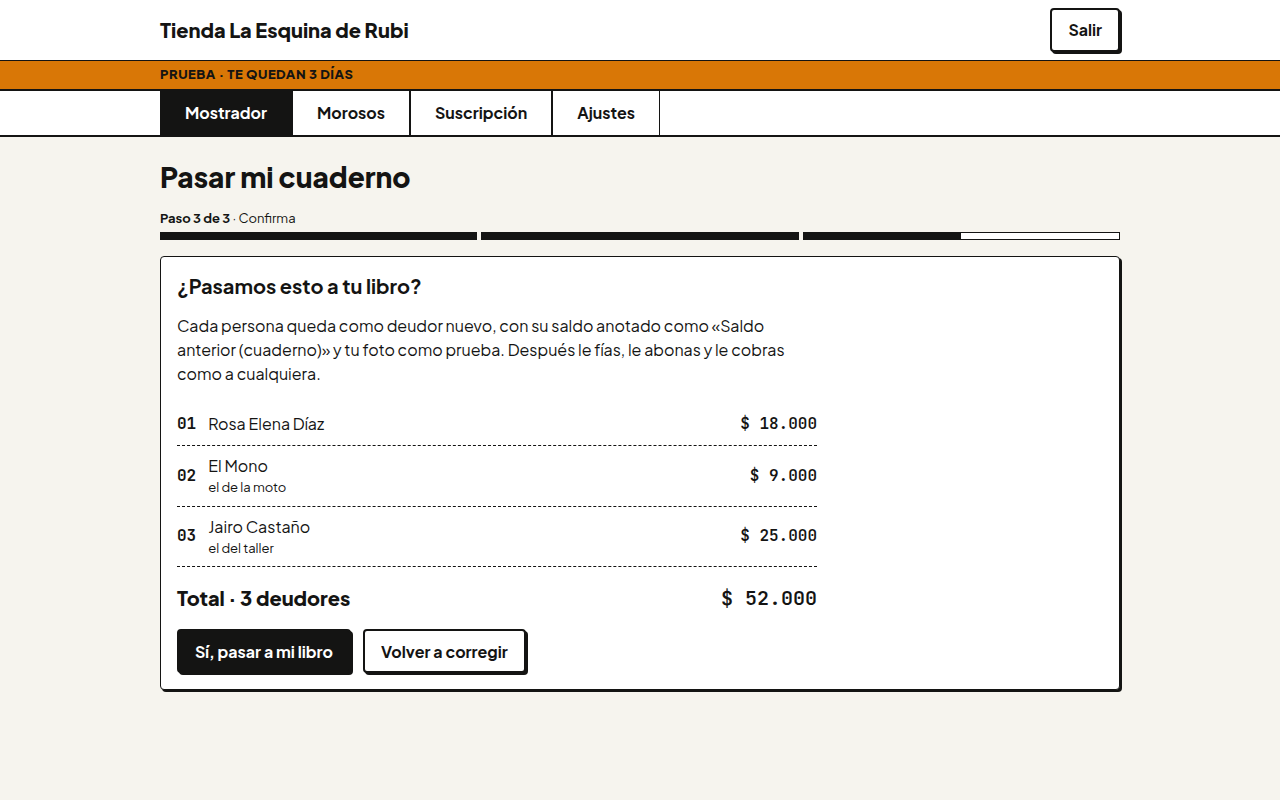 Tienda La Esquina de Rubi
Salir
PRUEBA · TE QUEDAN 3 DÍAS
Mostrador
Morosos
Suscripción
Ajustes
Pasar mi cuaderno
Paso 3 de 3 · Confirma
¿Pasamos esto a tu libro?
Cada persona queda como deudor nuevo, con su saldo anotado como «Saldo
anterior (cuaderno)» y tu foto como prueba. Después le fías, le abonas y le cobras
como a cualquiera.
01 Rosa Elena Díaz $ 18.000
02 El Mono $ 9.000
el de la moto
03 Jairo Castaño $ 25.000
el del taller
Total · 3 deudores $ 52.000
Sí, pasar a mi libro
Volver a corregir